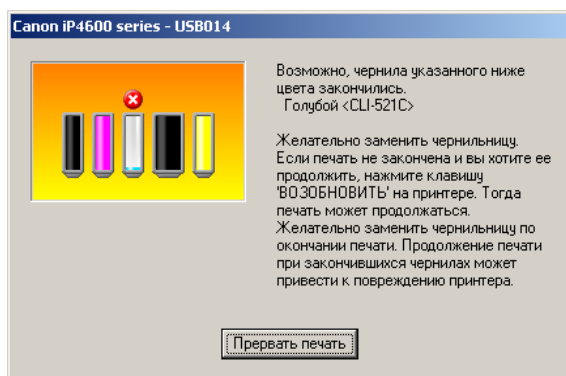 Canon iP4600 series - USB014
Возможно, чернила указанного ниже
цвета закончились.
Голубой <CLI-521C>
Желательно заменить чернильницу.
Если печать не закончена и вы хотите ее
продолжить, нажмите клавишу
'ВОЗОБНОВИТЬ' на принтере. Тогда
печать может продолжаться.
Желательно заменить чернильницу по
окончании печати. Продолжение печати
при закончившихся чернилах может
привести к повреждению принтера.
Прервать печать